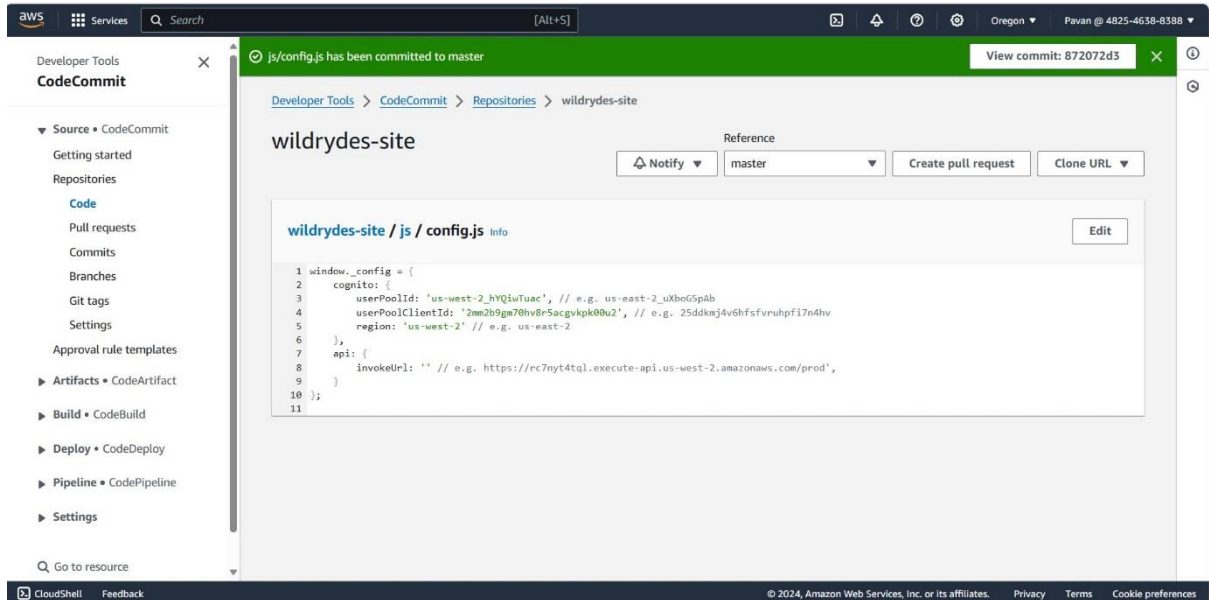 aws Services Search [Alt+S] Oregon Pavan @ 4825-4638-8388
Developer Tools
CodeCommit
Source • CodeCommit
Getting started
Repositories
Code
Pull requests
Commits
Branches
Git tags
Settings
Approval rule templates
Artifacts • CodeArtifact
Build • CodeBuild
Deploy • CodeDeploy
Pipeline • CodePipeline
Settings
Go to resource
js/config.js has been committed to master View commit: 872072d3
Developer Tools > CodeCommit > Repositories > wildrydes-site
wildrydes-site
Reference
Notify master Create pull request Clone URL
wildrydes-site / js / config.js Info Edit
1 window._config = {
2 cognito: {
3 userPoolId: 'us-west-2_hYQiwTuac', // e.g. us-east-2_uXboG5pAb
4 userPoolClientId: '2mm2b9gm70hv8r5acgvkpk00u2', // e.g. 25ddkmj4v6hfsfvruhpfi7n4hv
5 region: 'us-west-2' // e.g. us-east-2
6 },
7 api: {
8 invokeUrl: '' // e.g. https://rc7nyt4tql.execute-api.us-west-2.amazonaws.com/prod',
9 }
10 };
11
CloudShell Feedback © 2024, Amazon Web Services, Inc. or its affiliates. Privacy Terms Cookie preferences